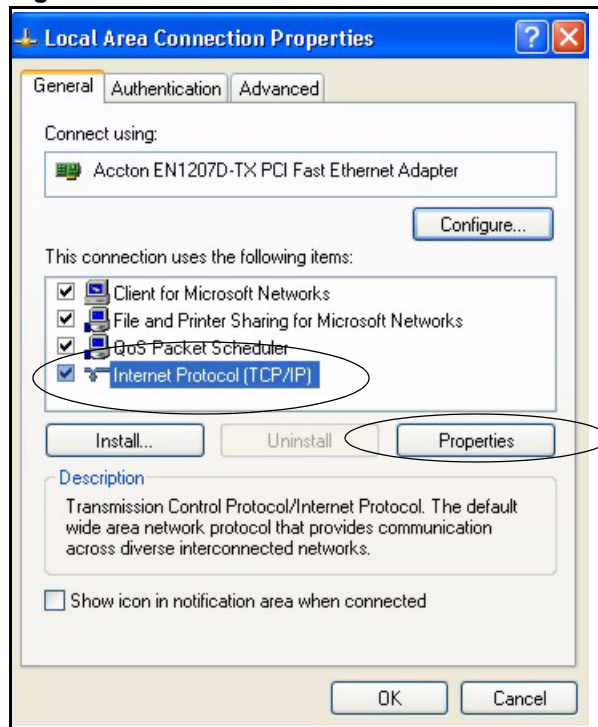 Local Area Connection Properties
General Authentication Advanced
Connect using:
Accton EN1207D-TX PCI Fast Ethernet Adapter
Configure...
This connection uses the following items:
Client for Microsoft Networks
File and Printer Sharing for Microsoft Networks
QoS Packet Scheduler
Internet Protocol (TCP/IP)
Install... Uninstall Properties
Description
Transmission Control Protocol/Internet Protocol. The default
wide area network protocol that provides communication
across diverse interconnected networks.
Show icon in notification area when connected
OK Cancel